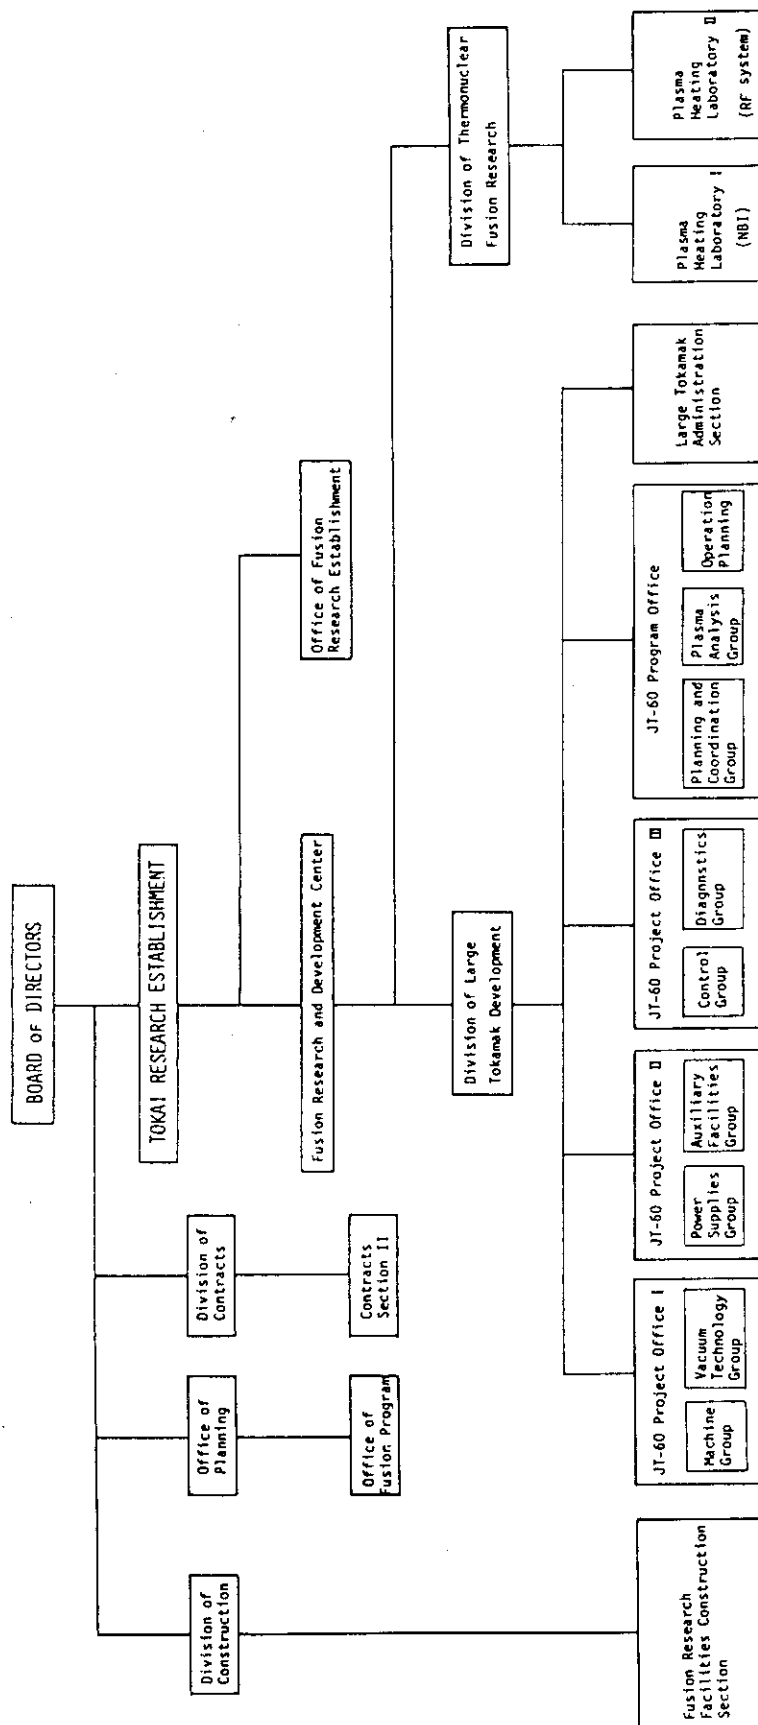 BOARD of DIRECTORS
TOKAI RESEARCH ESTABLISHMENT
Division of
Construction
Office of
Planning
Division of
Contracts
Fusion Research and Development Center
Office of Fusion
Research Establishment
Office of
Fusion Program
Contracts
Section II
Division of Large
Tokamak Development
Division of Thermonuclear
Fusion Research
Fusion Research
Facilities Construction
Section
JT-60 Project Office I
Machine
Group
Vacuum
Technology
Group
JT-60 Project Office II
Power
Supplies
Group
Auxiliary
Facilities
Group
JT-60 Project Office III
Control
Group
Diagnnstics
Group
JT-60 Program Office
Planning and
Coordination
Group
Plasma
Analysis
Group
Operation
Planning
Large Tokamak
Administration
Section
Plasma
Heating
Laboratory I
(NBI)
Plasma
Heating
Laboratory II
(RF system)